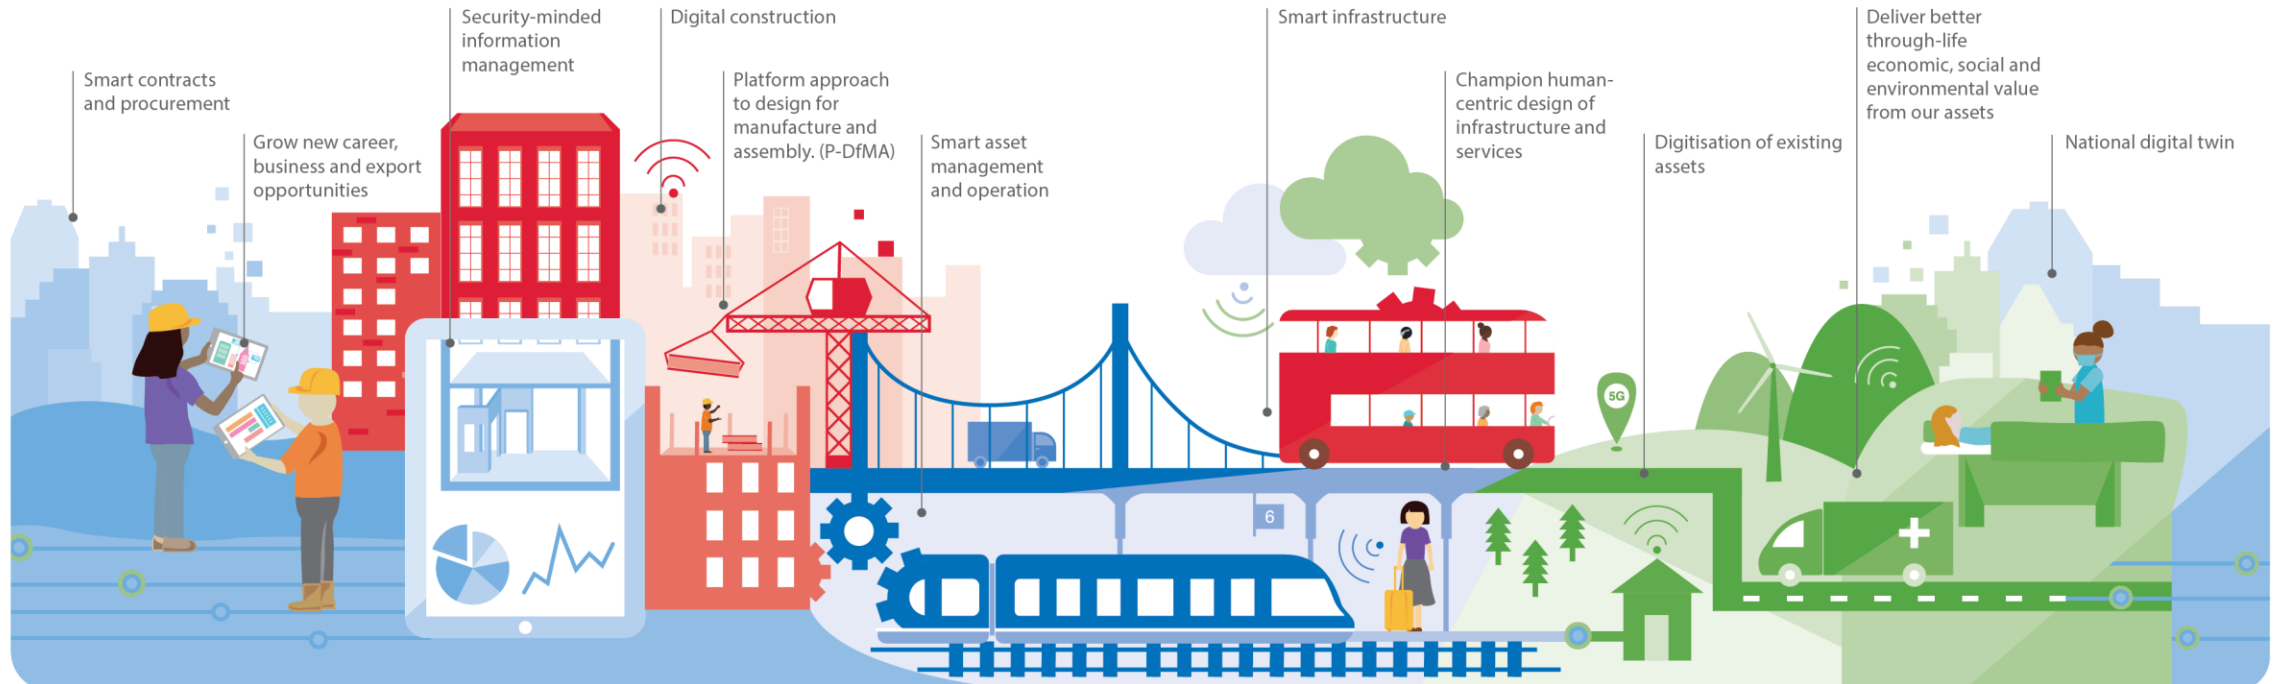 Smart contracts
and procurement
Grow new career,
business and export
opportunities
Security-minded
information
management
Digital construction
Platform approach
to design for
manufacture and
assembly. (P-DfMA)
Smart asset
management
and operation
Smart infrastructure
Champion human-
centric design of
infrastructure and
services
Digitisation of existing
assets
Deliver better
through-life
economic, social and
environmental value
from our assets
National digital twin
5G
6